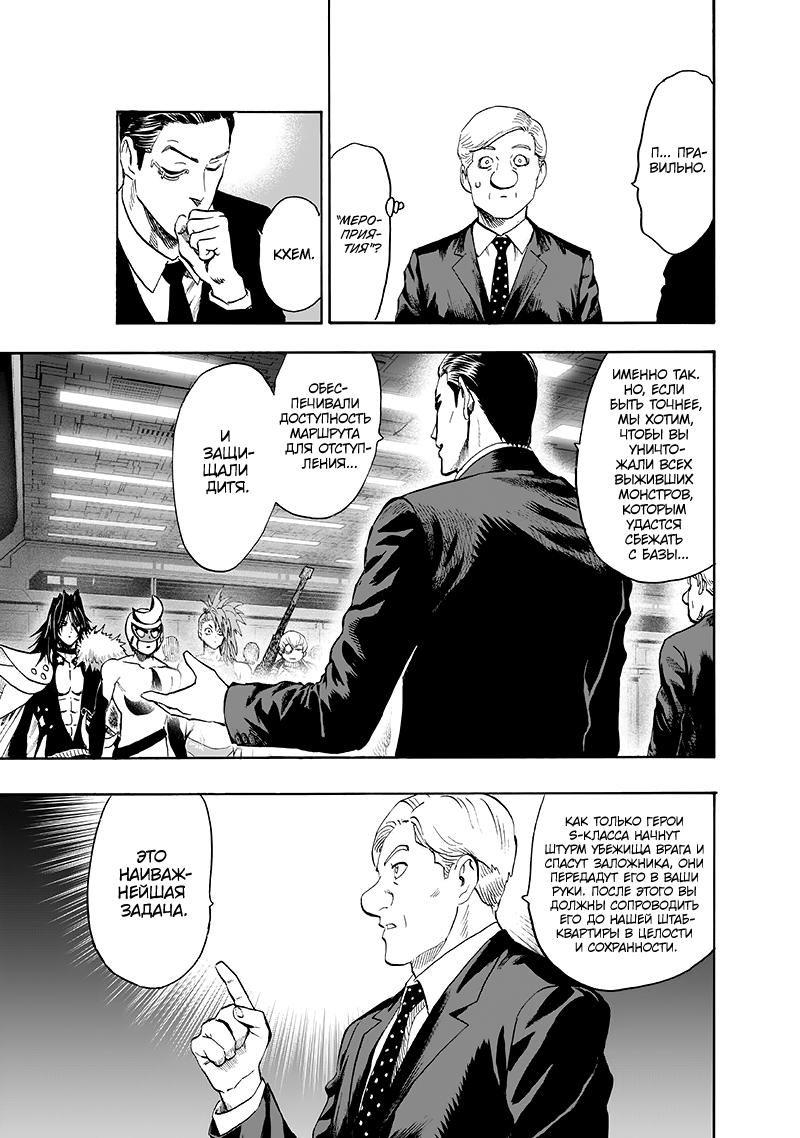 П... ПРА-
ВИЛЬНО.
"МЕРО-
ПРИЯ-
ТИЯ"?
КХЕМ.
ИМЕННО ТАК.
НО, ЕСЛИ
БЫТЬ ТОЧНЕЕ,
МЫ ХОТИМ,
ЧТОБЫ ВЫ
УНИЧТО-
ЖАЛИ ВСЕХ
ВЫЖИВШИХ
МОНСТРОВ,
КОТОРЫМ
УДАСТСЯ
СБЕЖАТЬ
С БАЗЫ...
ОБЕС-
ПЕЧИВАЛИ
ДОСТУПНОСТЬ
МАРШРУТА
ДЛЯ ОТСТУП-
ЛЕНИЯ...
И
ЗАЩИ-
ЩАЛИ
ДИТЯ.
КАК ТОЛЬКО ГЕРОИ
S-КЛАССА НАЧНУТ
ШТУРМ УБЕЖИЩА ВРАГА И
СПАСУТ ЗАЛОЖНИКА, ОНИ
ПЕРЕДАДУТ ЕГО В ВАШИ
РУКИ. ПОСЛЕ ЭТОГО ВЫ
ДОЛЖНЫ СОПРОВОДИТЬ
ЕГО ДО НАШЕЙ ШТАБ-
КВАРТИРЫ В ЦЕЛОСТИ
И СОХРАННОСТИ.
ЭТО
НАИВАЖ-
НЕЙШАЯ
ЗАДАЧА.